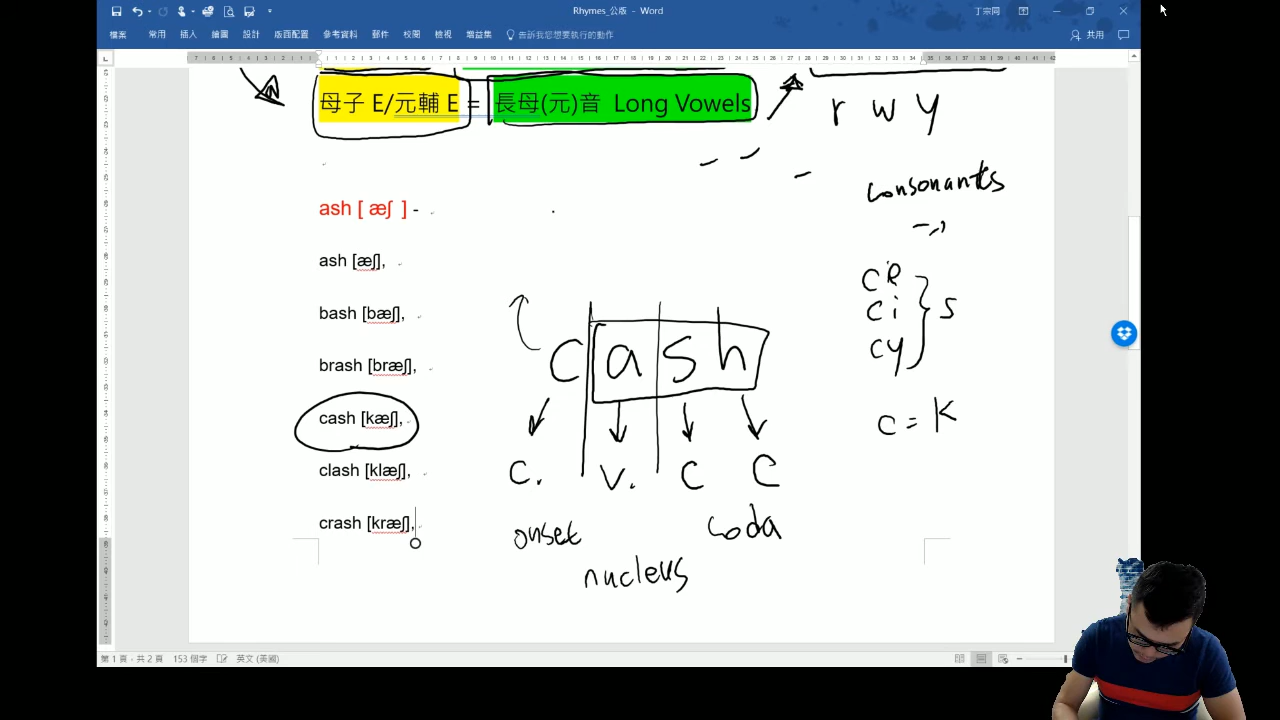 Rhymes_公版 - Word
丁宗岡
檔案 常用 插入 繪圖 設計 版面配置 參考資料 郵件 校閱 檢視 增益集 告訴我您想要執行的動作 共用
母子 E/元輔 E = 長母(元)音 Long Vowels
r w y
consonants
ash [ æʃ ] -
ash [æʃ],
bash [bæʃ],
brash [bræʃ],
cash [kæʃ],
clash [klæʃ],
crash [kræʃ],
c a s h
c. v. c c
onset coda
nucleus
ce
ci } s
cy
c = k
第 1 頁，共 2 頁 153 個字 英文 (美國)